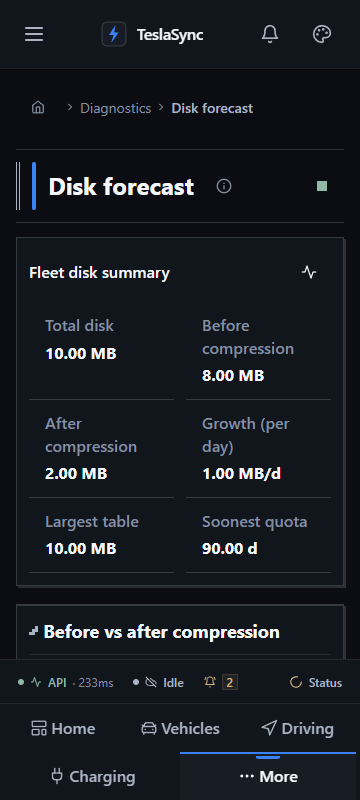 TeslaSync
Diagnostics
Disk forecast
Disk forecast
Fleet disk summary
Total disk
10.00 MB
Before
compression
8.00 MB
After
compression
2.00 MB
Growth (per
day)
1.00 MB/d
Largest table
10.00 MB
Soonest quota
90.00 d
Before vs after compression
API · 233ms
Idle
2
Status
Home
Vehicles
Driving
Charging
More